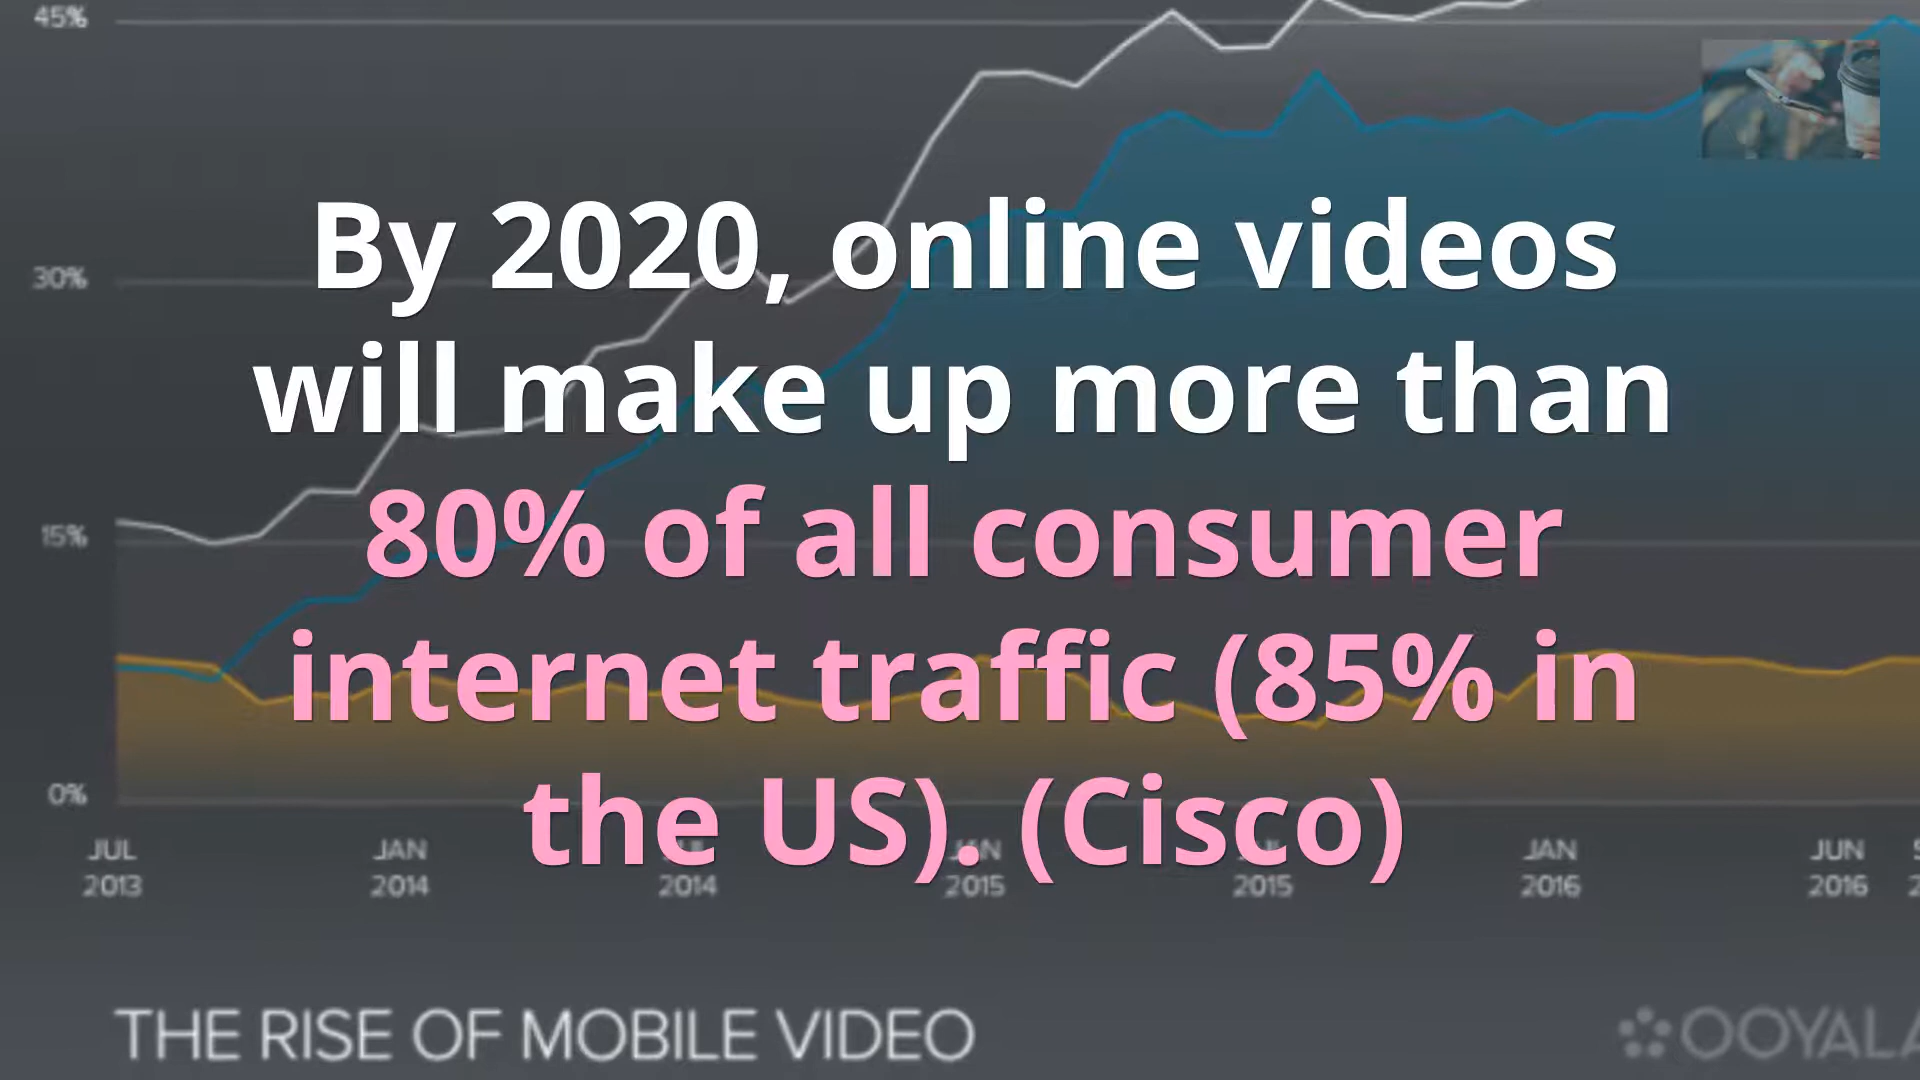 45%
By 2020, online videos
30%
will make up more than
80% of all consumer
15%
internet traffic (85% in
the US). (Cisco)
0%
JUL JAN JAN JAN JUN
2013 2014 2014 2015 2015 2016 2016
THE RISE OF MOBILE VIDEO
OOYALA